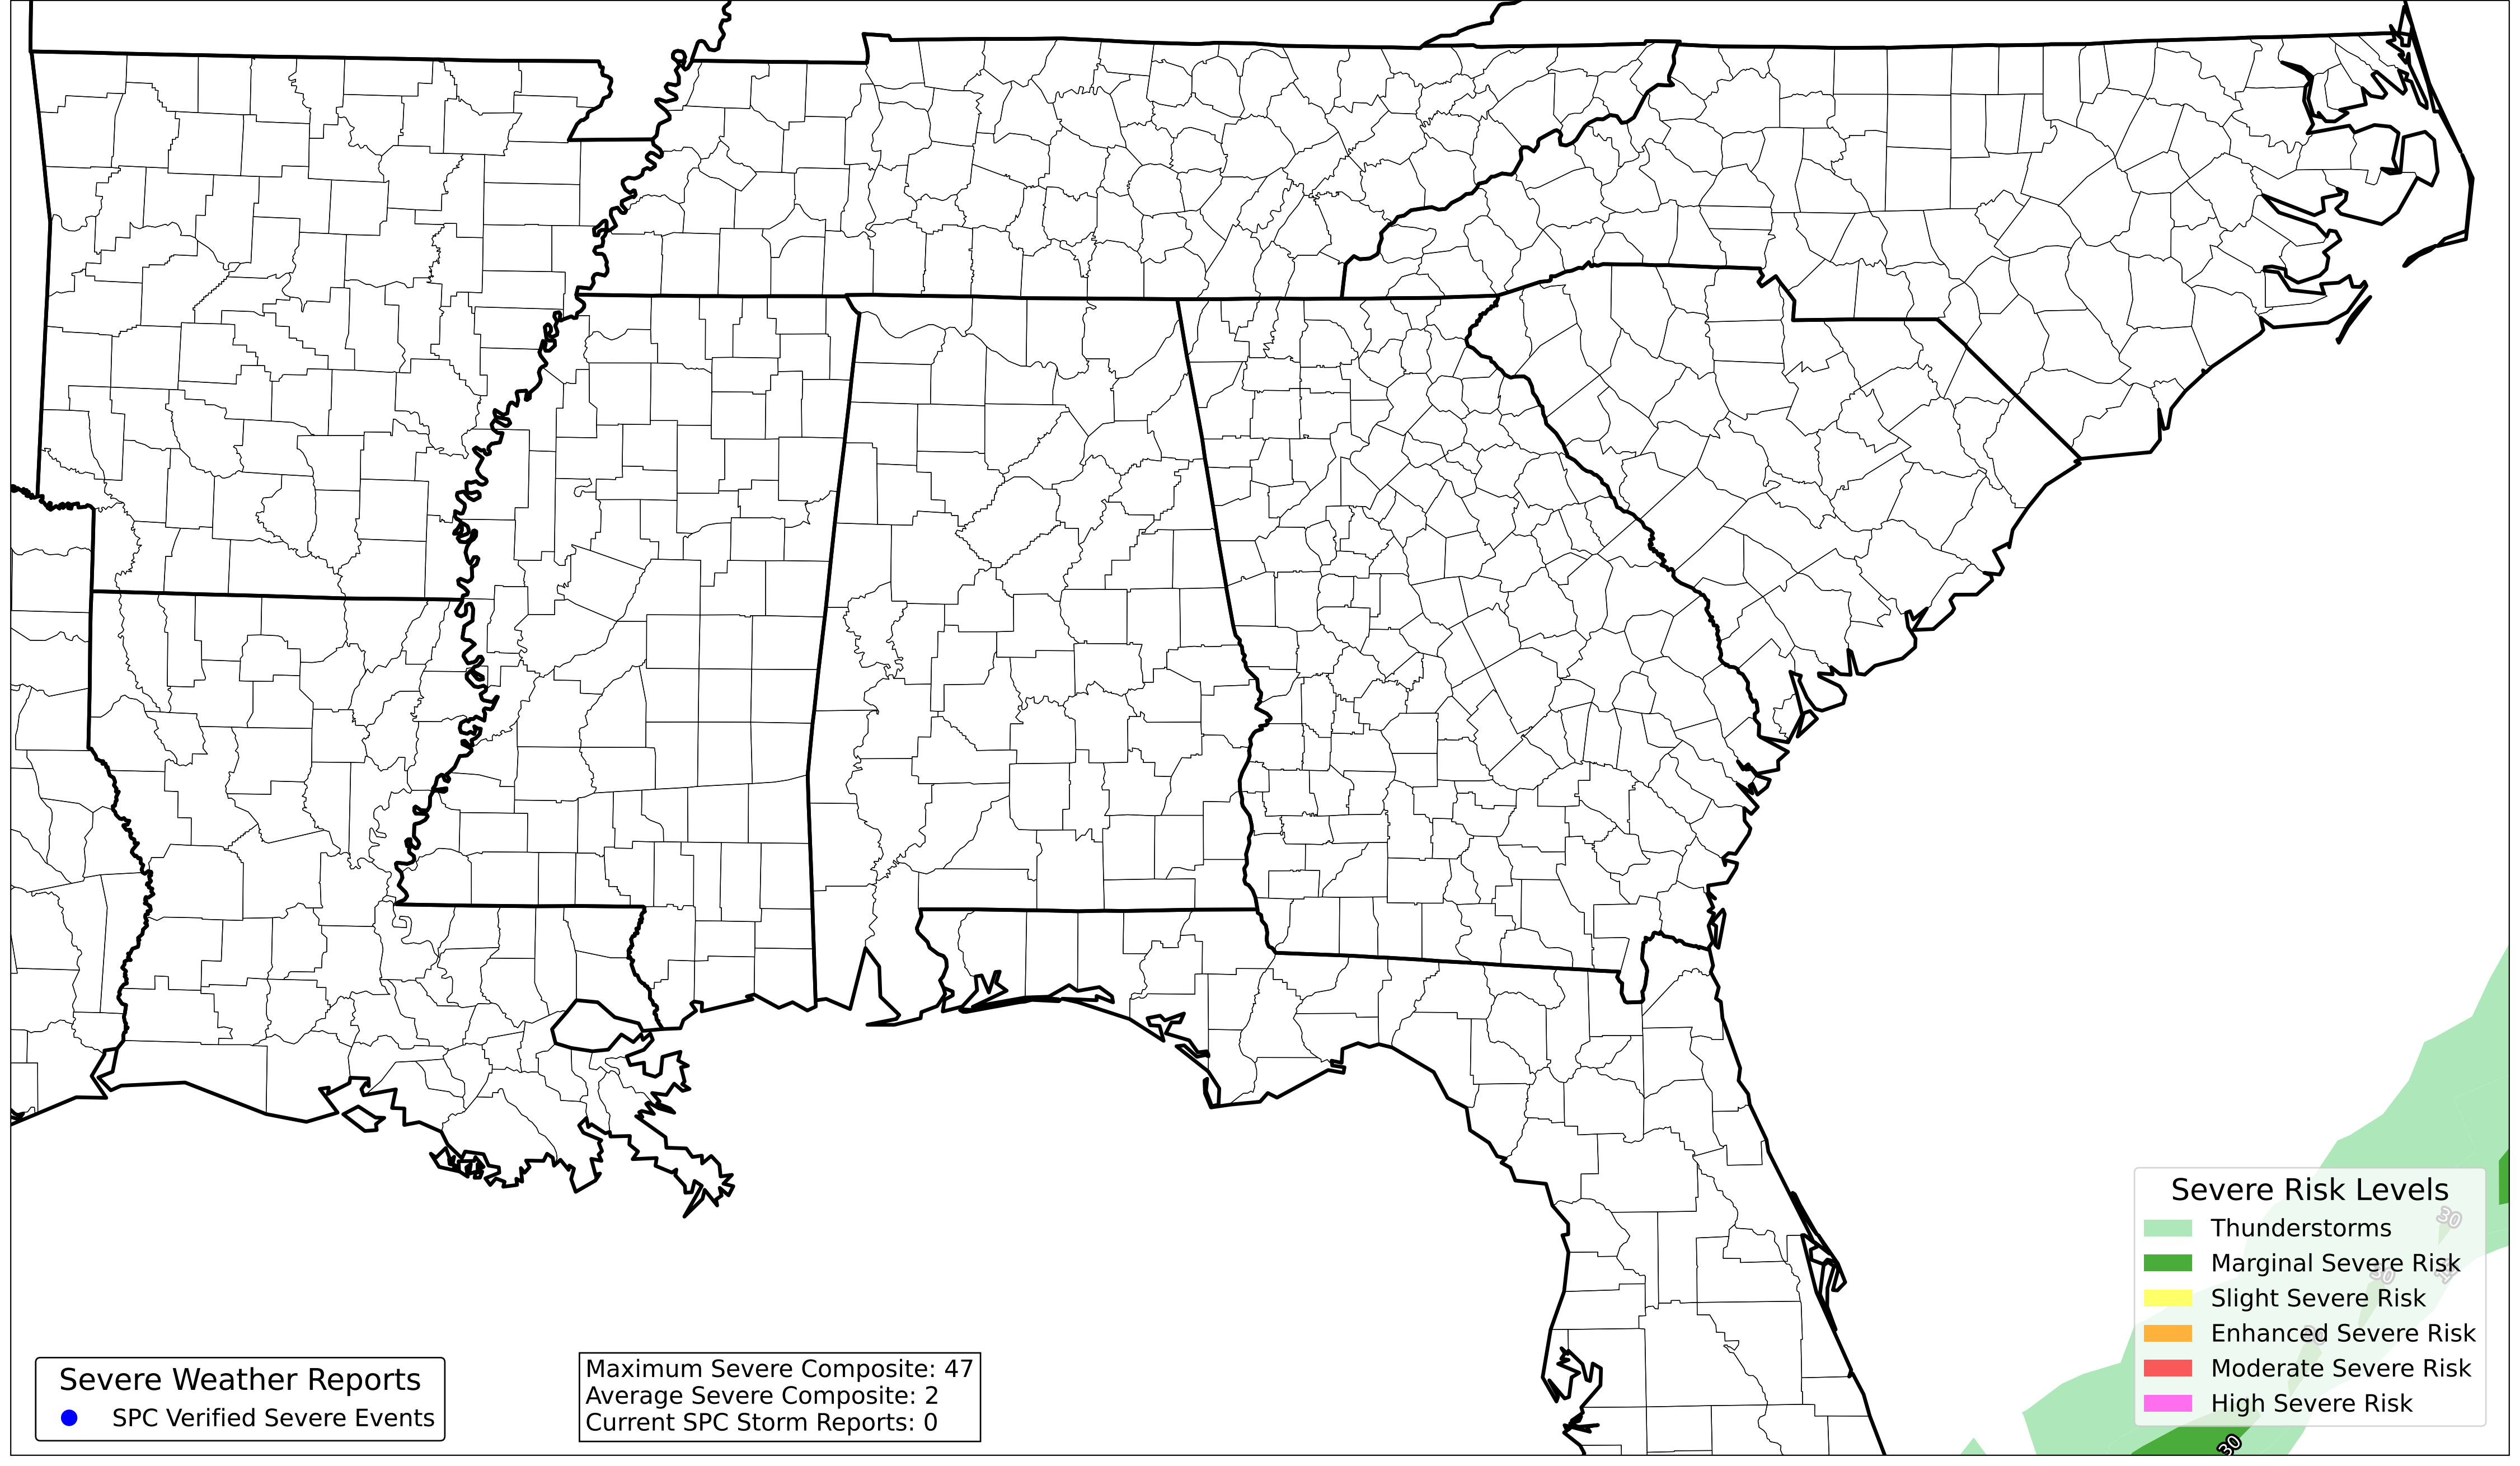 Severe Risk Levels
30
Thunderstorms
Marginal Severe Risk
30
Slight Severe Risk
Enhanced Severe Risk
Moderate Severe Risk
High Severe Risk
30
Severe Weather Reports
SPC Verified Severe Events
Maximum Severe Composite: 47
Average Severe Composite: 2
Current SPC Storm Reports: 0